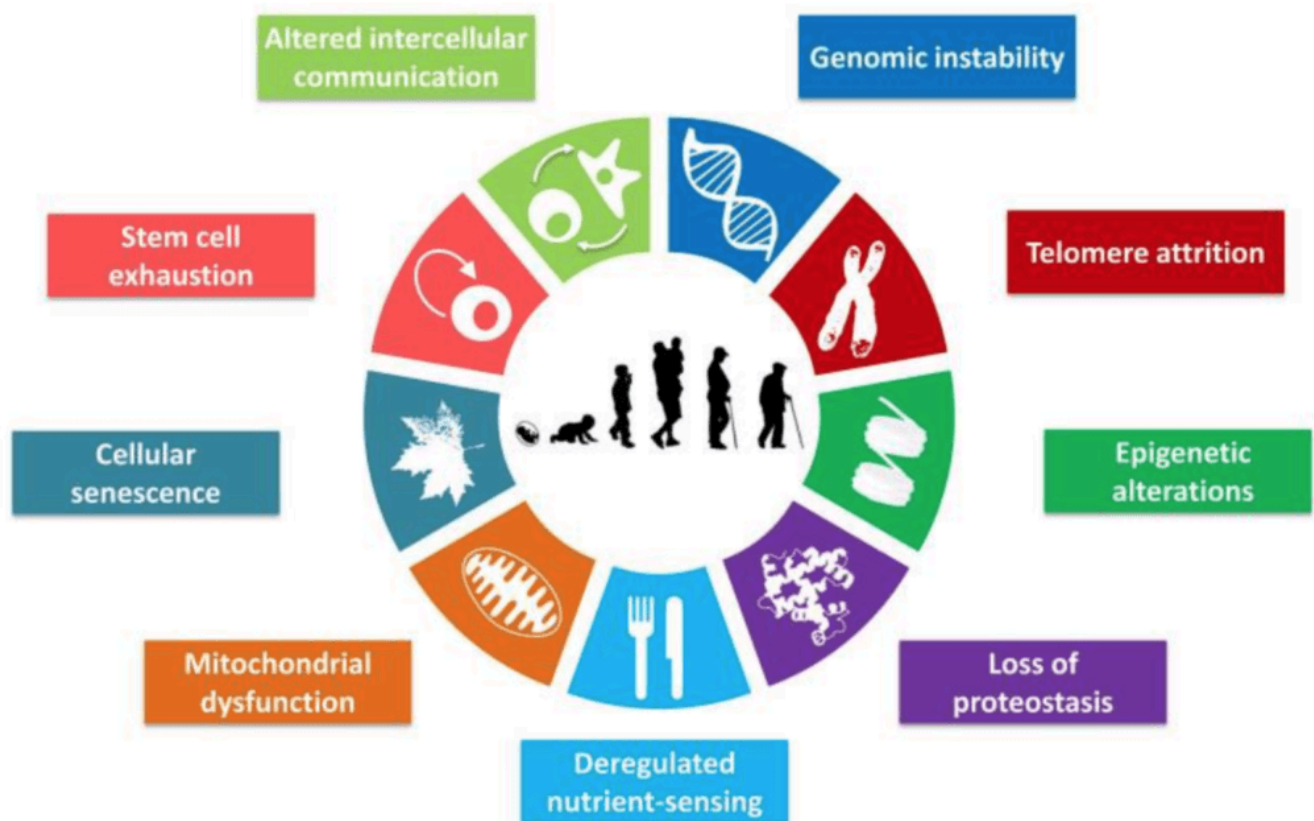 Altered intercellular
communication
Genomic instability
Stem cell
exhaustion
Telomere attrition
Cellular
senescence
Epigenetic
alterations
Mitochondrial
dysfunction
Loss of
proteostasis
Deregulated
nutrient-sensing